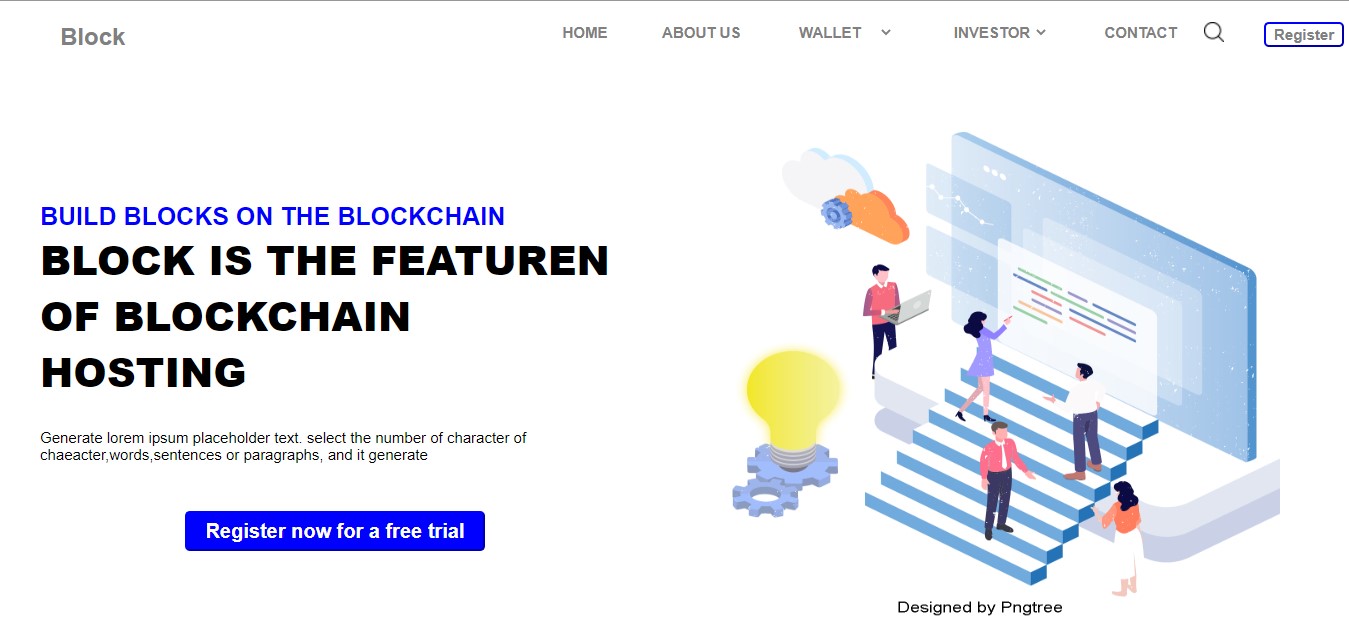 Block
HOME ABOUT US WALLET INVESTOR CONTACT Register
BUILD BLOCKS ON THE BLOCKCHAIN
BLOCK IS THE FEATUREN
OF BLOCKCHAIN
HOSTING
Generate lorem ipsum placeholder text. select the number of character of
chaeacter,words,sentences or paragraphs, and it generate
Register now for a free trial
Designed by Pngtree